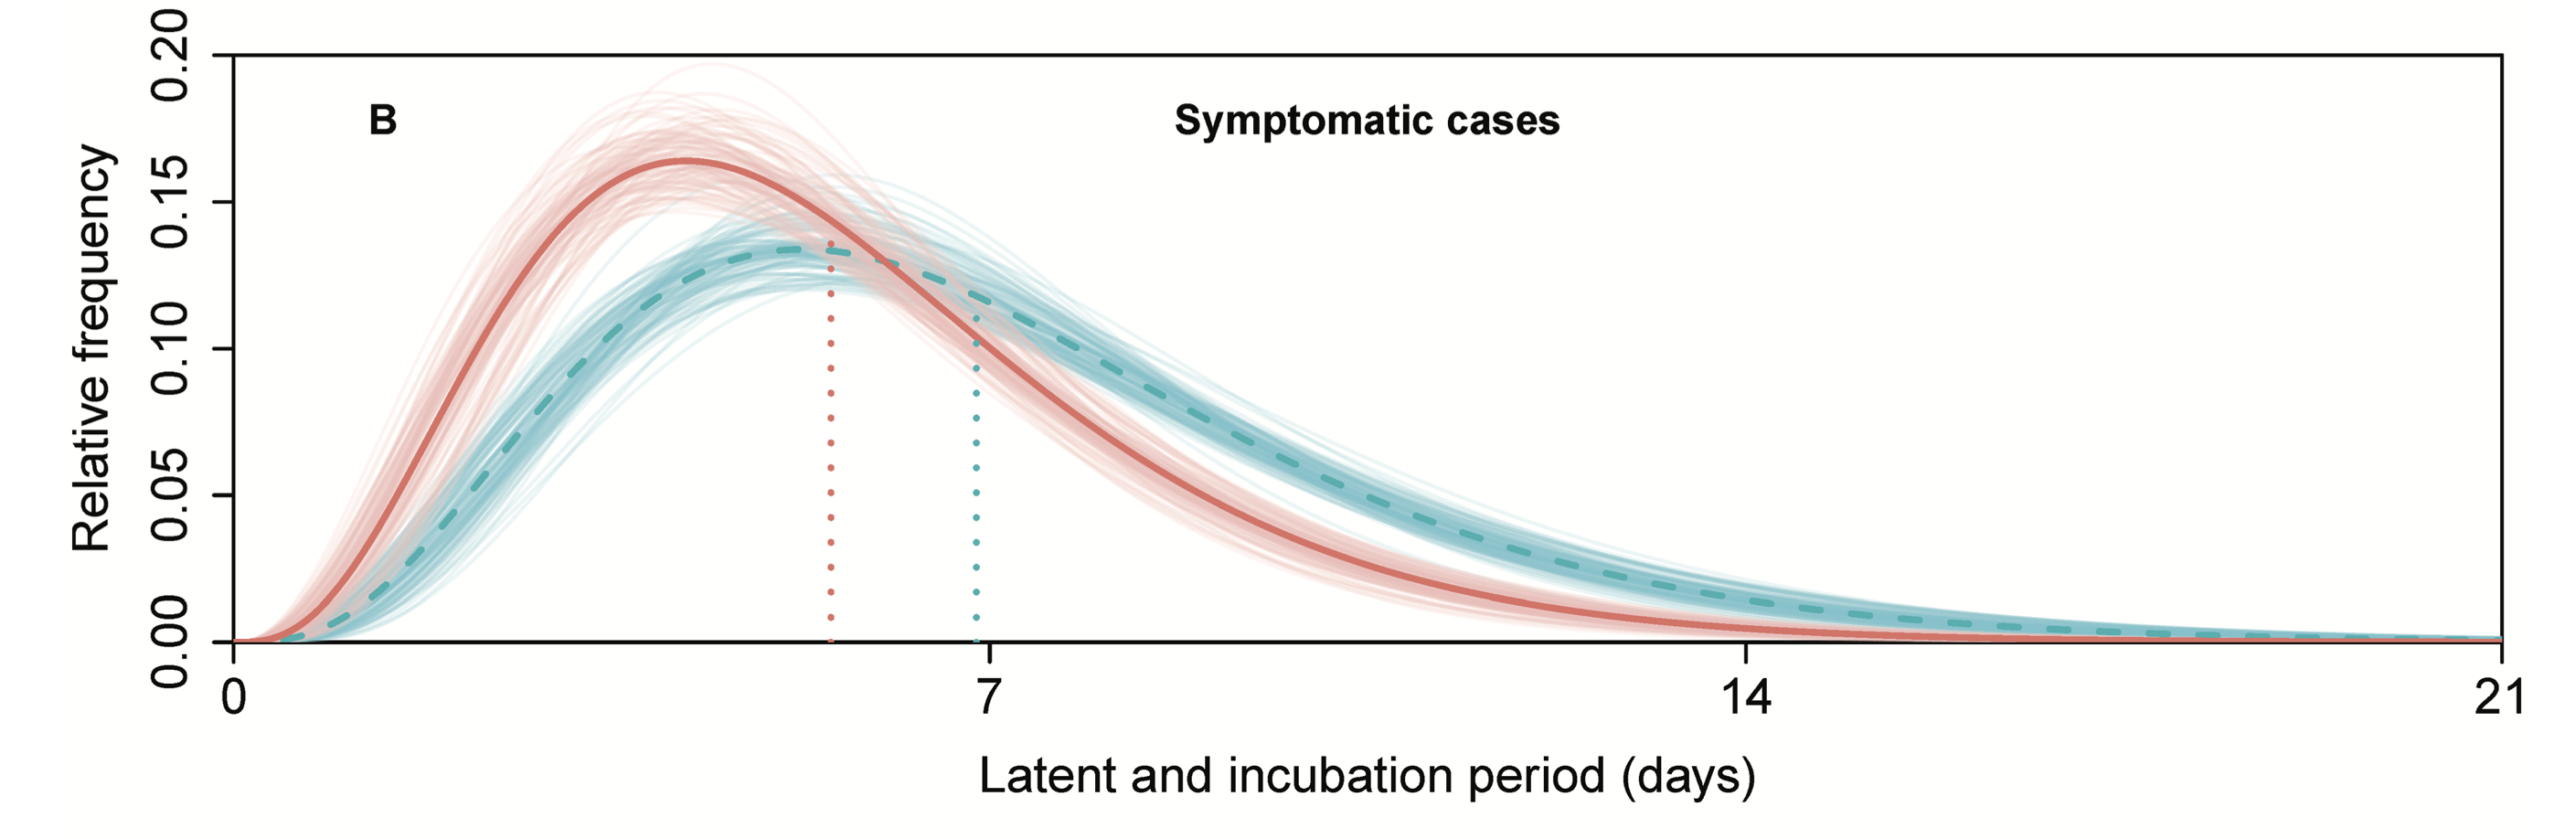 B
Symptomatic cases
Relative frequency
0.20
0.15
0.10
0.05
0.00
0 7 14 21
Latent and incubation period (days)